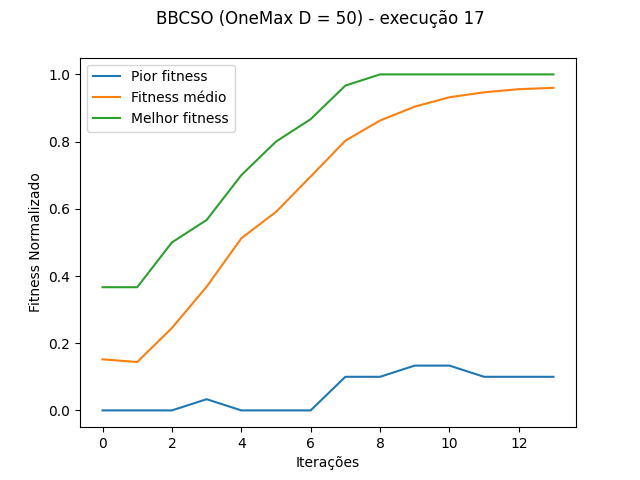 BBCSO (OneMax D = 50) - execução 17
Pior fitness
Fitness médio
Melhor fitness
Fitness Normalizado
1.0
0.8
0.6
0.4
0.2
0.0
0 2 4 6 8 10 12
Iterações